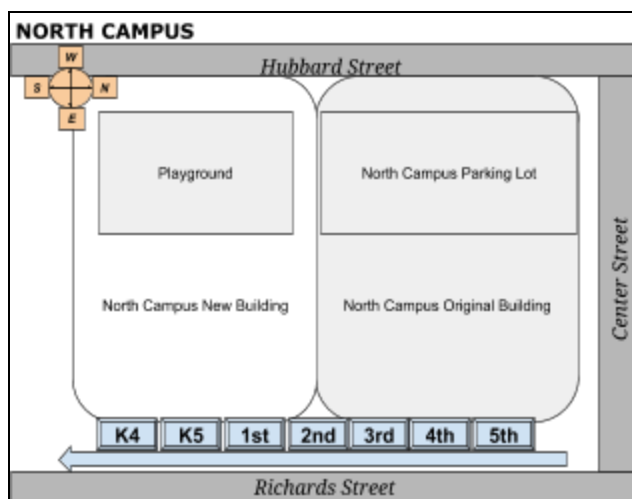 NORTH CAMPUS
W
Hubbard Street
S
N
E
Playground
North Campus Parking Lot
Center Street
North Campus New Building
North Campus Original Building
K4 K5 1st 2nd 3rd 4th 5th
Richards Street